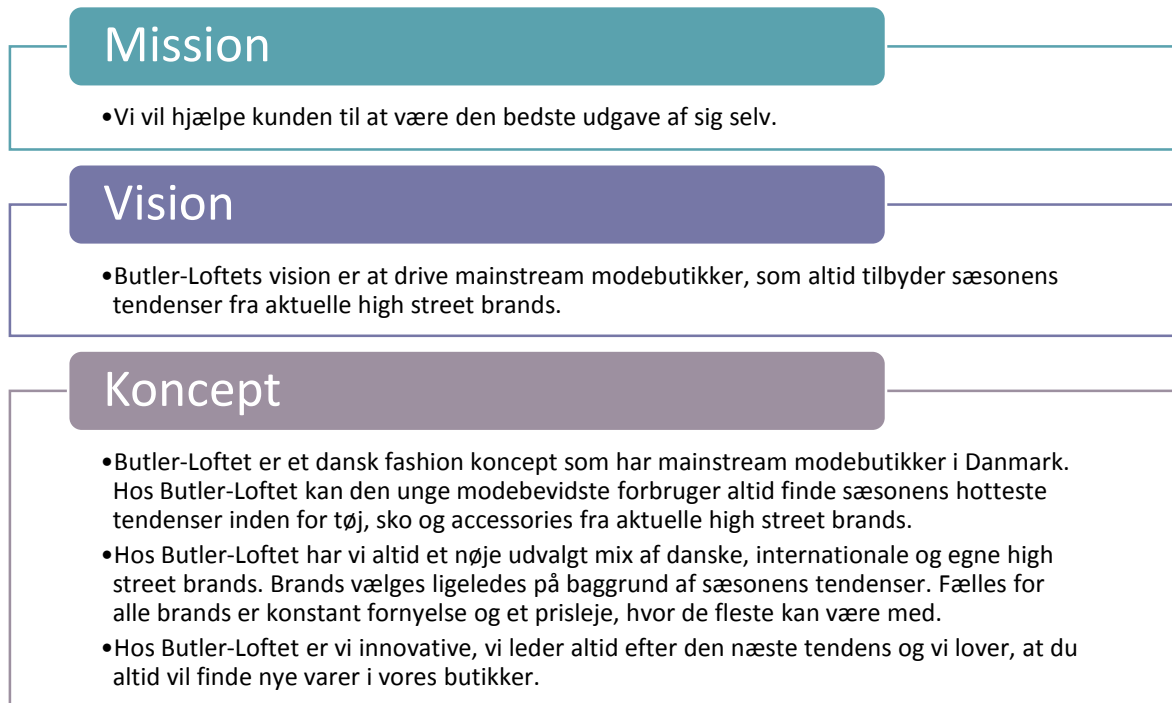 Mission
•Vi vil hjælpe kunden til at være den bedste udgave af sig selv.
Vision
•Butler-Loftets vision er at drive mainstream modebutikker, som altid tilbyder sæsonens
tendenser fra aktuelle high street brands.
Koncept
•Butler-Loftet er et dansk fashion koncept som har mainstream modebutikker i Danmark.
Hos Butler-Loftet kan den unge modebevidste forbruger altid finde sæsonens hotteste
tendenser inden for tøj, sko og accessories fra aktuelle high street brands.
•Hos Butler-Loftet har vi altid et nøje udvalgt mix af danske, internationale og egne high
street brands. Brands vælges ligeledes på baggrund af sæsonens tendenser. Fælles for
alle brands er konstant fornyelse og et prisleje, hvor de fleste kan være med.
•Hos Butler-Loftet er vi innovative, vi leder altid efter den næste tendens og vi lover, at du
altid vil finde nye varer i vores butikker.